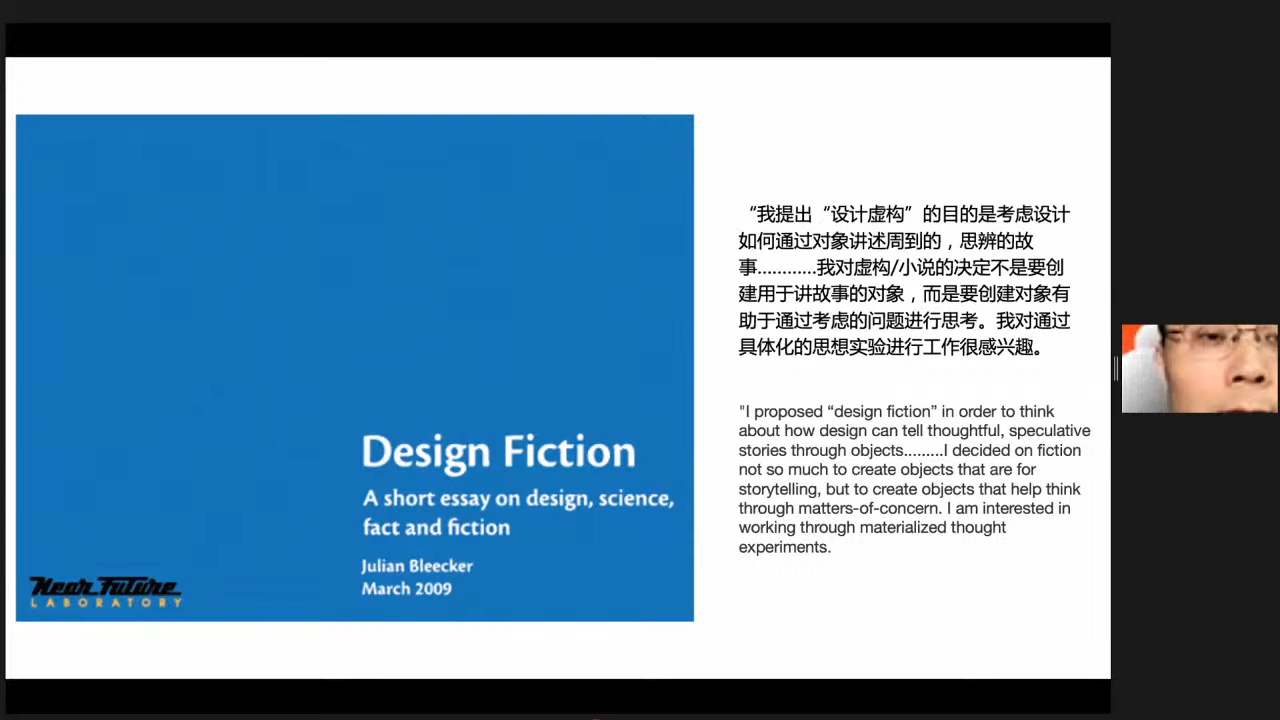 Design Fiction
A short essay on design, science,
fact and fiction
Julian Bleecker
March 2009
Near Future
LABORATORY
“我提出“设计虚构”的目的是考虑设计
如何通过对象讲述周到的，思辨的故
事............我对虚构/小说的决定不是要创
建用于讲故事的对象，而是要创建对象有
助于通过考虑的问题进行思考。我对通过
具体化的思想实验进行工作很感兴趣。
"I proposed “design fiction” in order to think
about how design can tell thoughtful, speculative
stories through objects.........I decided on fiction
not so much to create objects that are for
storytelling, but to create objects that help think
through matters-of-concern. I am interested in
working through materialized thought
experiments.